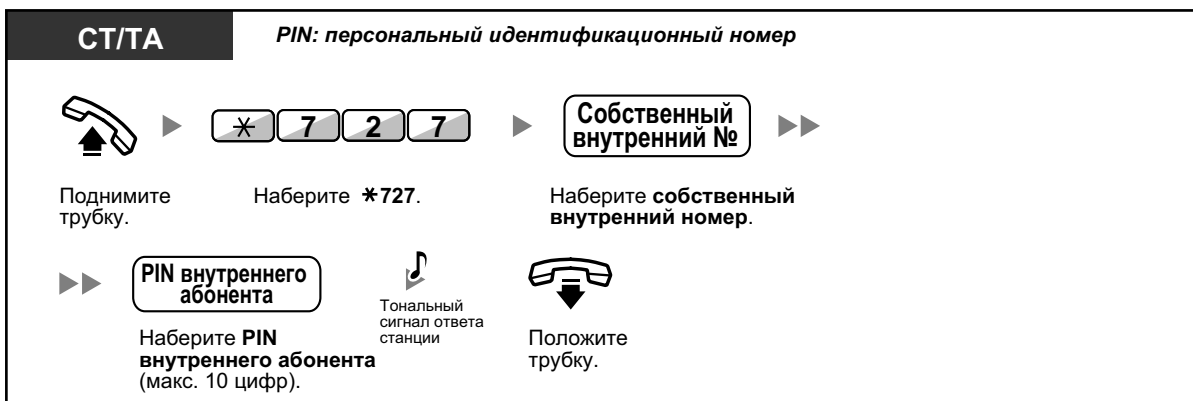 СТ/ТА
PIN: персональный идентификационный номер
✳ 7 2 7
Собственный
внутренний №
Поднимите
трубку.
Наберите ✳727.
Наберите собственный
внутренний номер.
PIN внутреннего
абонента
Тональный
сигнал ответа
станции
Наберите PIN
внутреннего абонента
(макс. 10 цифр).
Положите
трубку.